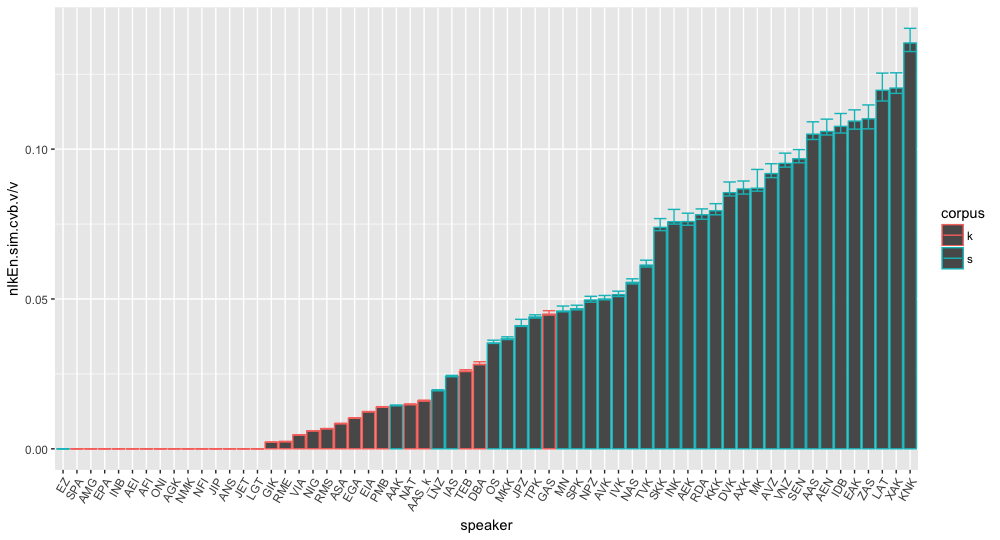 nIkEn.sim.cvb.v/v
0.10
0.05
0.00
EZ SPA AMG EPA INB AEI AFI ONI AGK NMK NFI JIP ANS JET LGT GIK RME VIA NIG RMS ASA EGA EIA PMB AAK NAT AAS_k LNZ IAS TEB DBA OS MKK JPZ TPK GAS MN SPK NPZ AVK IVK NAS TVK SKK INK AEK RDA KKK DVK AXK MK AVZ VNZ SEN AAS AEN IDB EAK ZAS LAT XAK KNK
speaker
corpus
k
s